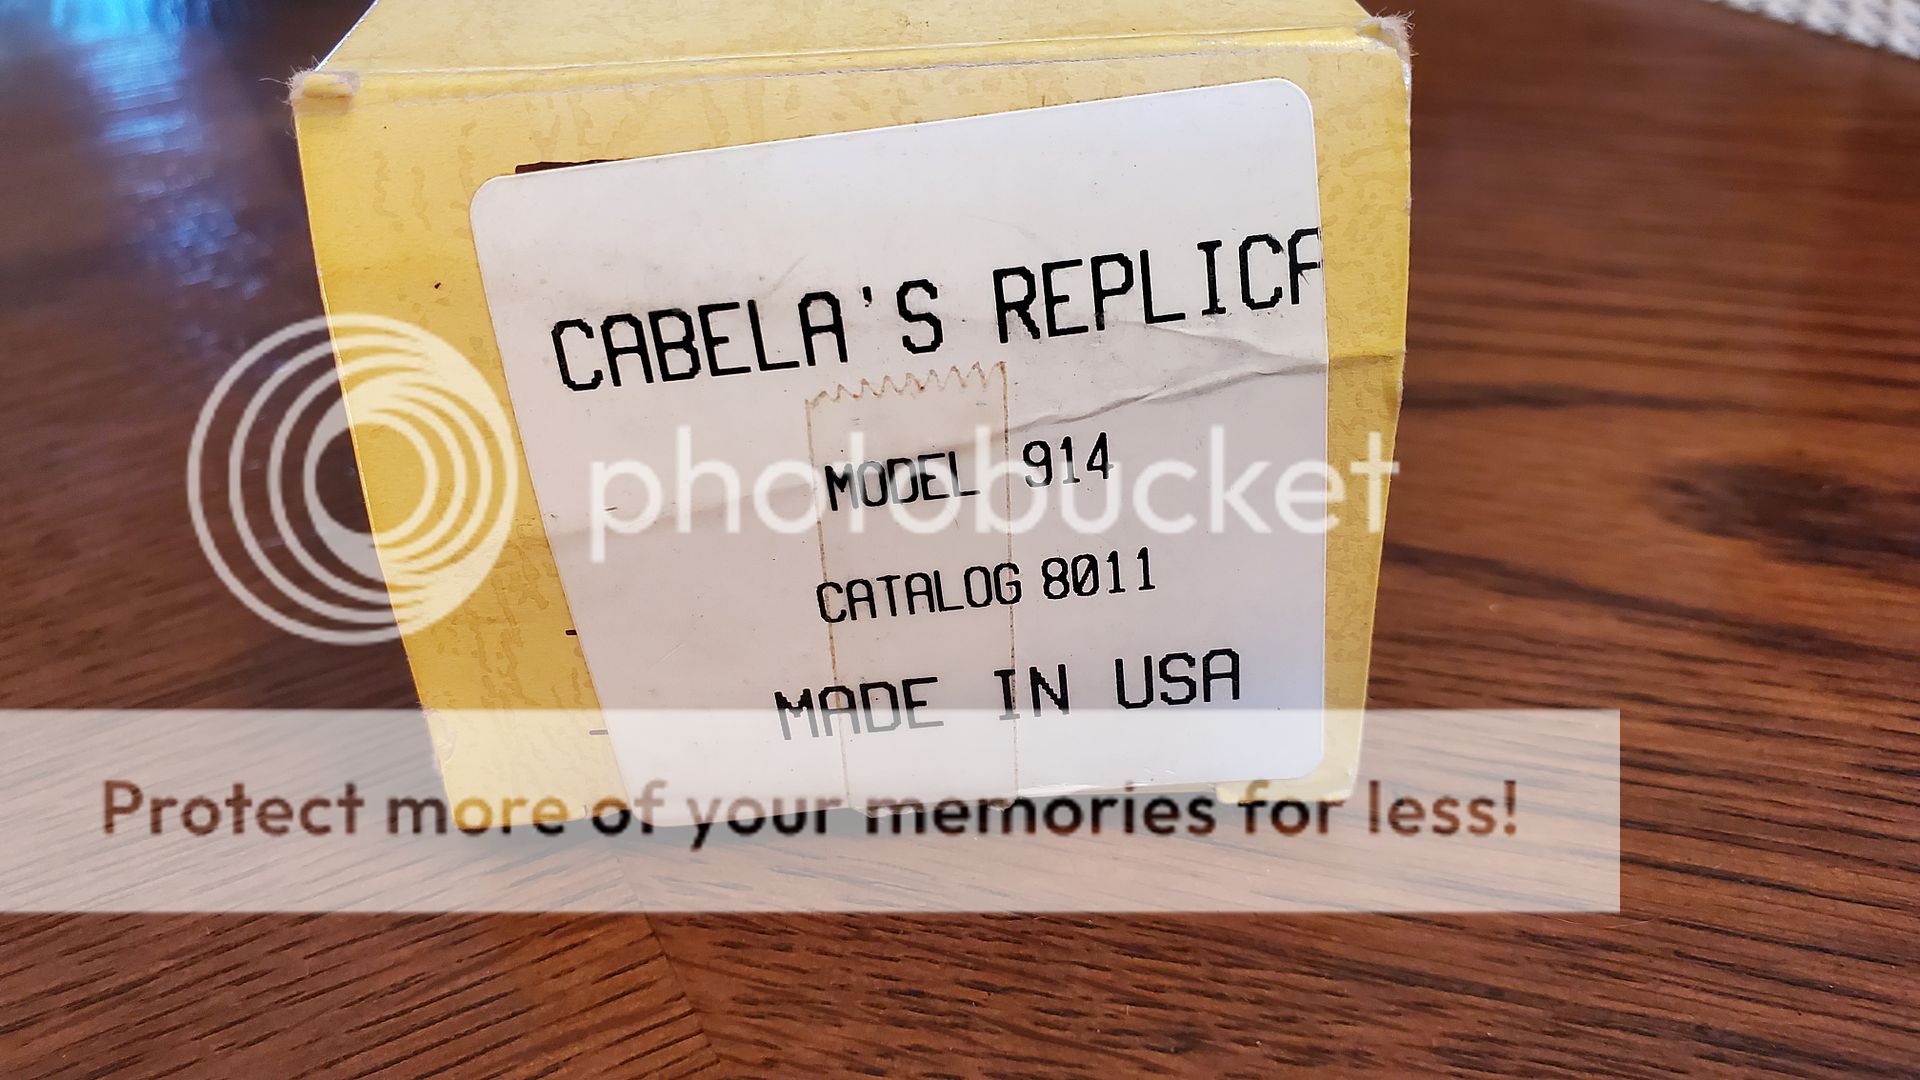 CABELA'S REPLICA
MODEL 914
photobucket
CATALOG 8011
MADE IN USA
Protect more of your memories for less!